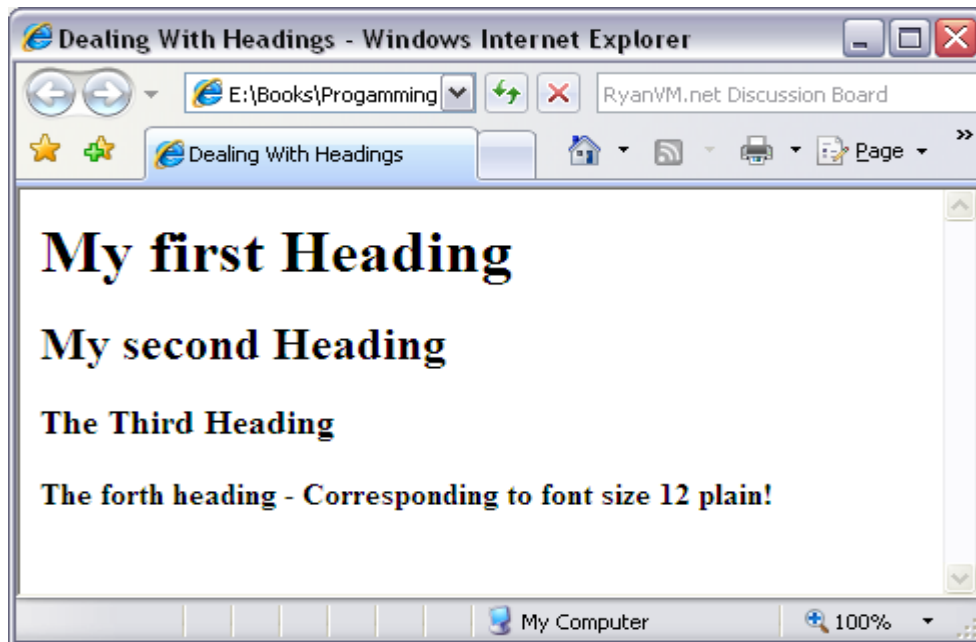 Dealing With Headings - Windows Internet Explorer
E:\Books\Progamming
RyanVM.net Discussion Board
Dealing With Headings
Page
My first Heading
My second Heading
The Third Heading
The forth heading - Corresponding to font size 12 plain!
My Computer
100%